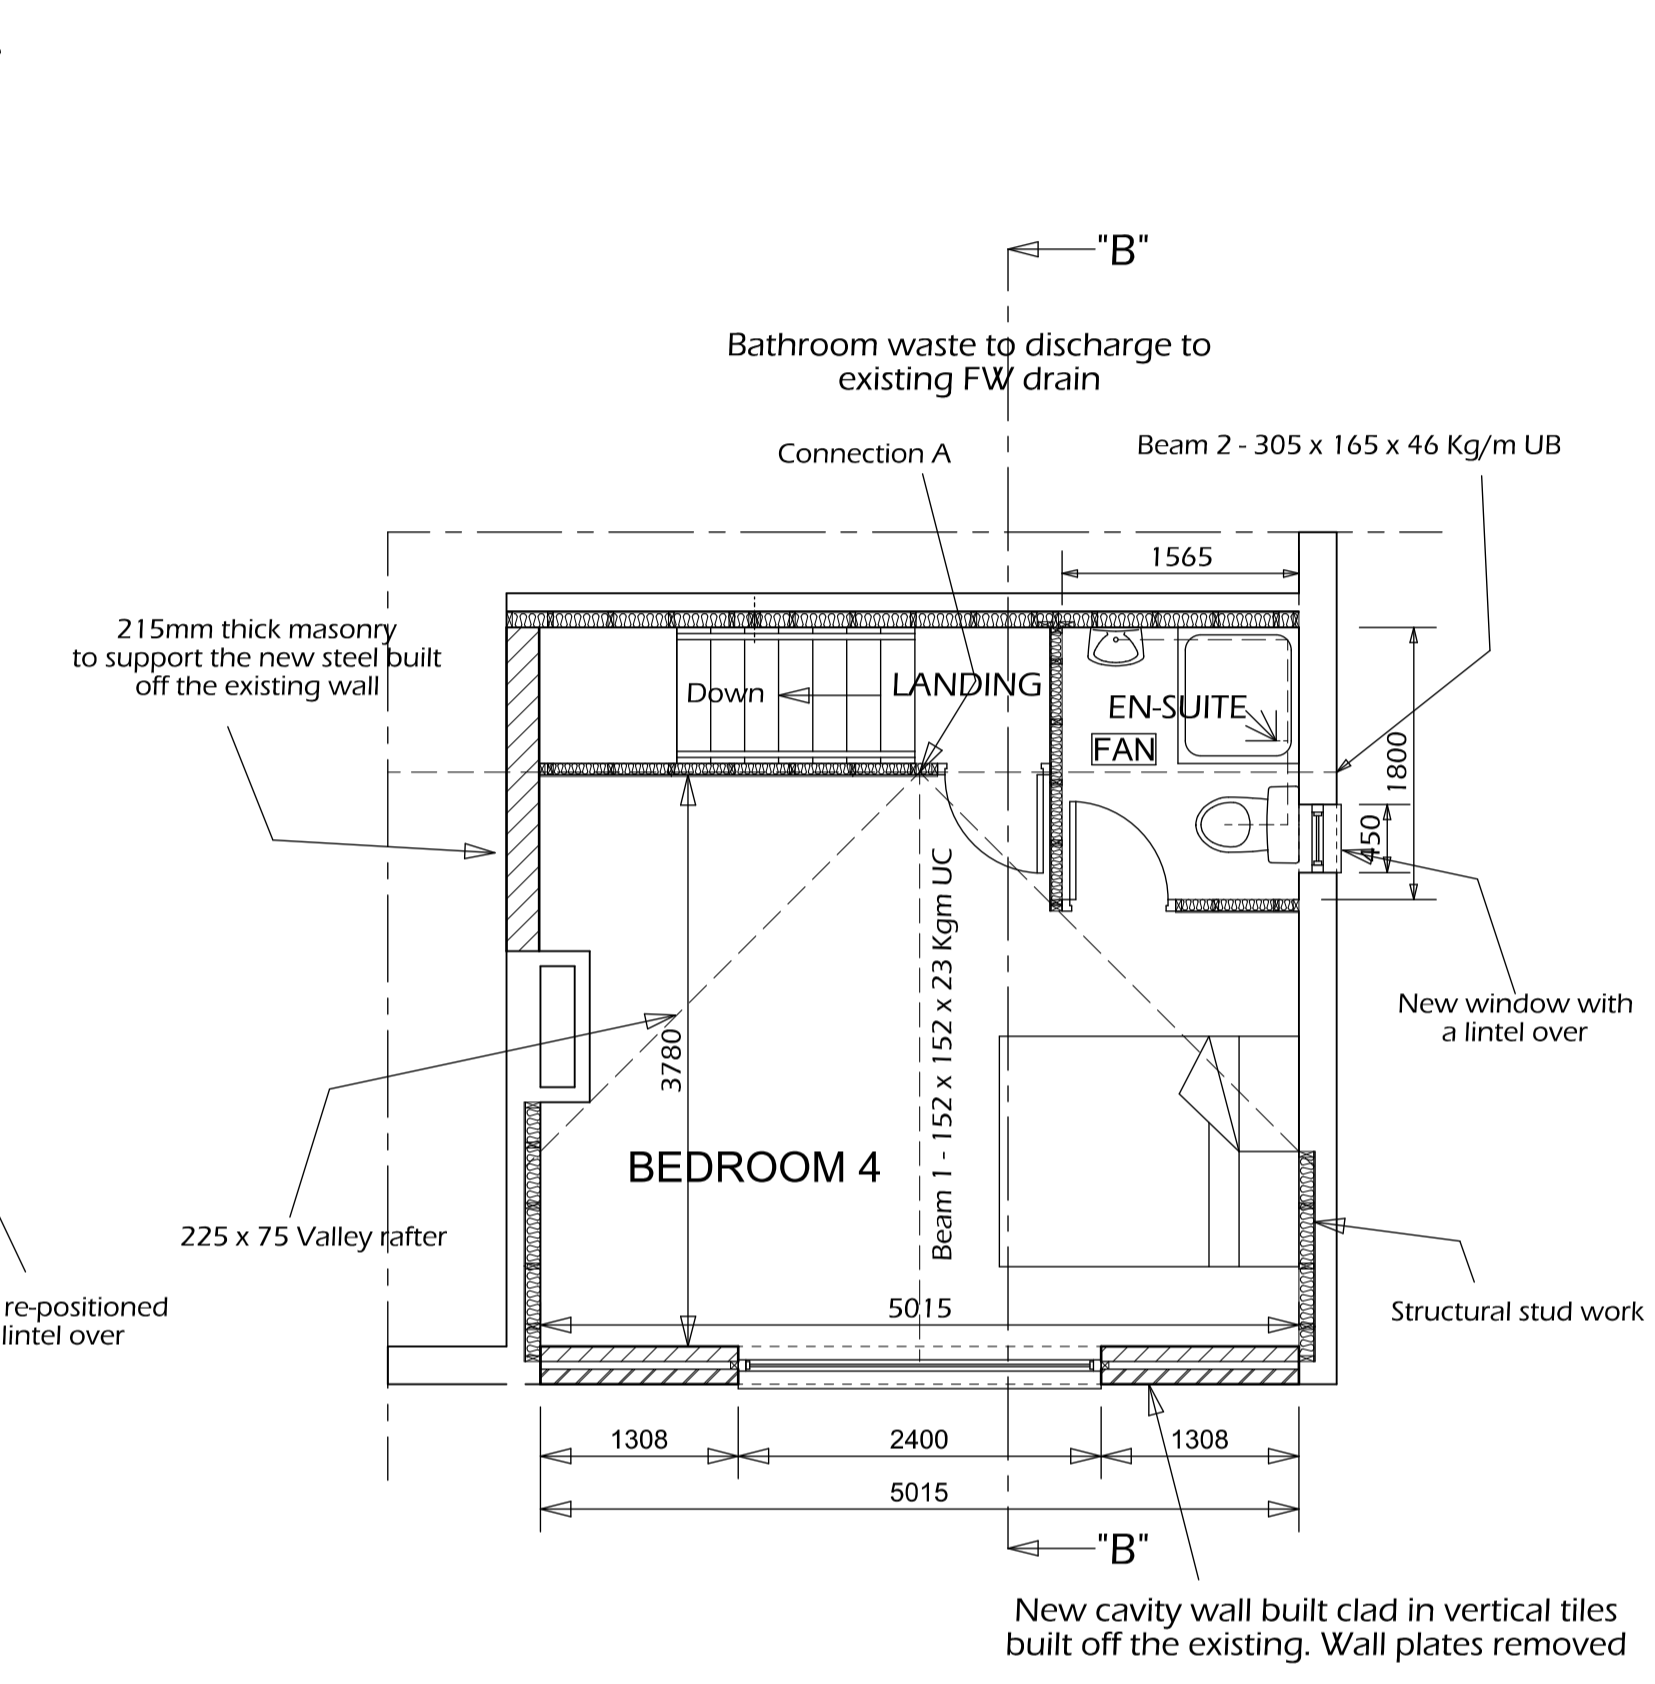 "B"
Bathroom waste to discharge to
existing FW drain
Connection A
Beam 2 - 305 x 165 x 46 Kg/m UB
1565
215mm thick masonry
to support the new steel built
off the existing wall
Down
LANDING
EN-SUITE
FAN
1800
450
Beam 1 - 152 x 152 x 23 Kgm UC
New window with
a lintel over
3780
BEDROOM 4
225 x 75 Valley rafter
re-positioned
lintel over
5015
Structural stud work
1308
2400
1308
5015
"B"
New cavity wall built clad in vertical tiles
built off the existing. Wall plates removed